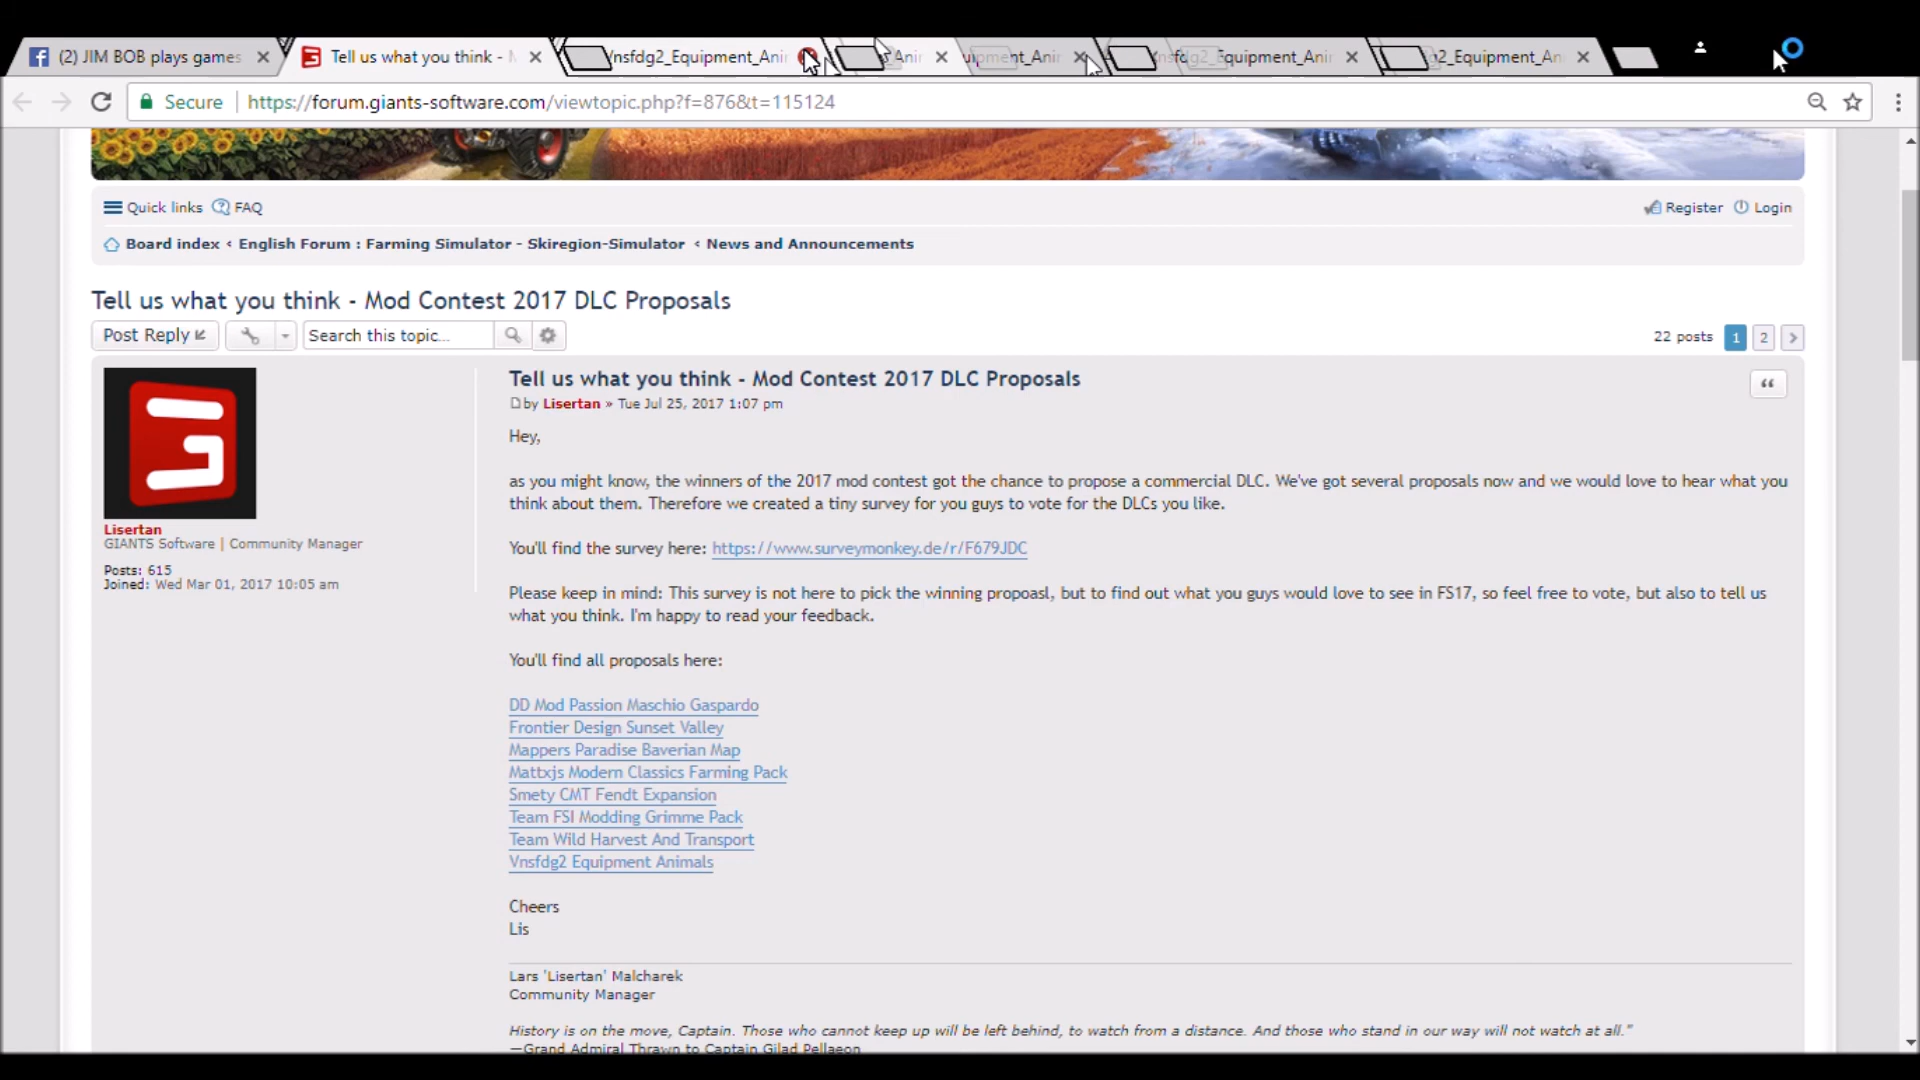 (2) JIM BOB plays games
Tell us what you think -
nsfdg2_Equipment_Ani
Secure
https://forum.giants-software.com/viewtopic.php?f=876&t=115124
Quick links
FAQ
Register
Login
Board index ‹ English Forum : Farming Simulator - Skiregion-Simulator ‹ News and Announcements
Tell us what you think - Mod Contest 2017 DLC Proposals
Post Reply
Search this topic...
22 posts
1
2
Tell us what you think - Mod Contest 2017 DLC Proposals
by Lisertan » Tue Jul 25, 2017 1:07 pm
Lisertan
GIANTS Software | Community Manager
Posts: 615
Joined: Wed Mar 01, 2017 10:05 am
Hey,
as you might know, the winners of the 2017 mod contest got the chance to propose a commercial DLC. We've got several proposals now and we would love to hear what you
think about them. Therefore we created a tiny survey for you guys to vote for the DLCs you like.
You'll find the survey here: https://www.surveymonkey.de/r/F679JDC
Please keep in mind: This survey is not here to pick the winning propoasl, but to find out what you guys would love to see in FS17, so feel free to vote, but also to tell us
what you think. I'm happy to read your feedback.
You'll find all proposals here:
DD Mod Passion Maschio Gaspardo
Frontier Design Sunset Valley
Mappers Paradise Baverian Map
Mattxjs Modern Classics Farming Pack
Smety CMT Fendt Expansion
Team FSI Modding Grimme Pack
Team Wild Harvest And Transport
Vnsfdg2 Equipment Animals
Cheers
Lis
Lars 'Lisertan' Malcharek
Community Manager
History is on the move, Captain. Those who cannot keep up will be left behind, to watch from a distance. And those who stand in our way will not watch at all."
—Grand Admiral Thrawn to Captain Gilad Pellaeon